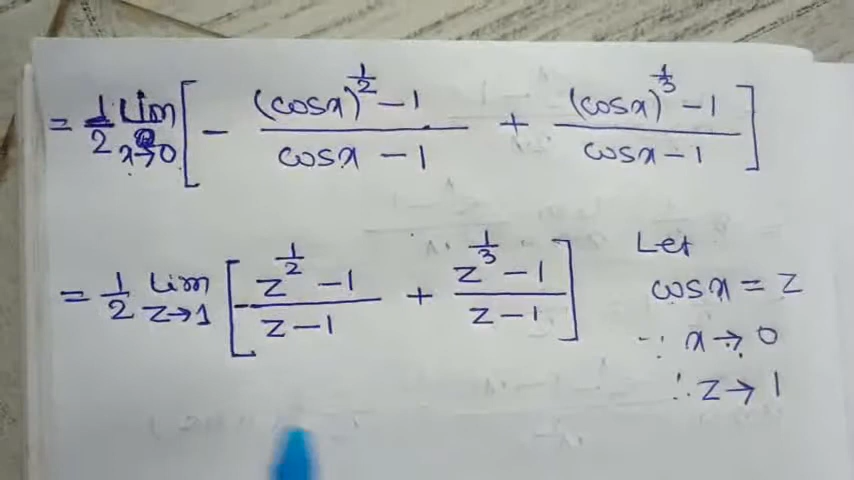 = 1/2 Lim x→0 [ - (cosx)^1/2 - 1 / cosx - 1 + (cosx)^1/3 - 1 / cosx - 1 ]
= 1/2 Lim z→1 [ - z^1/2 - 1 / z - 1 + z^1/3 - 1 / z - 1 ]
Let
cosx = z
∵ x → 0
∴ z → 1